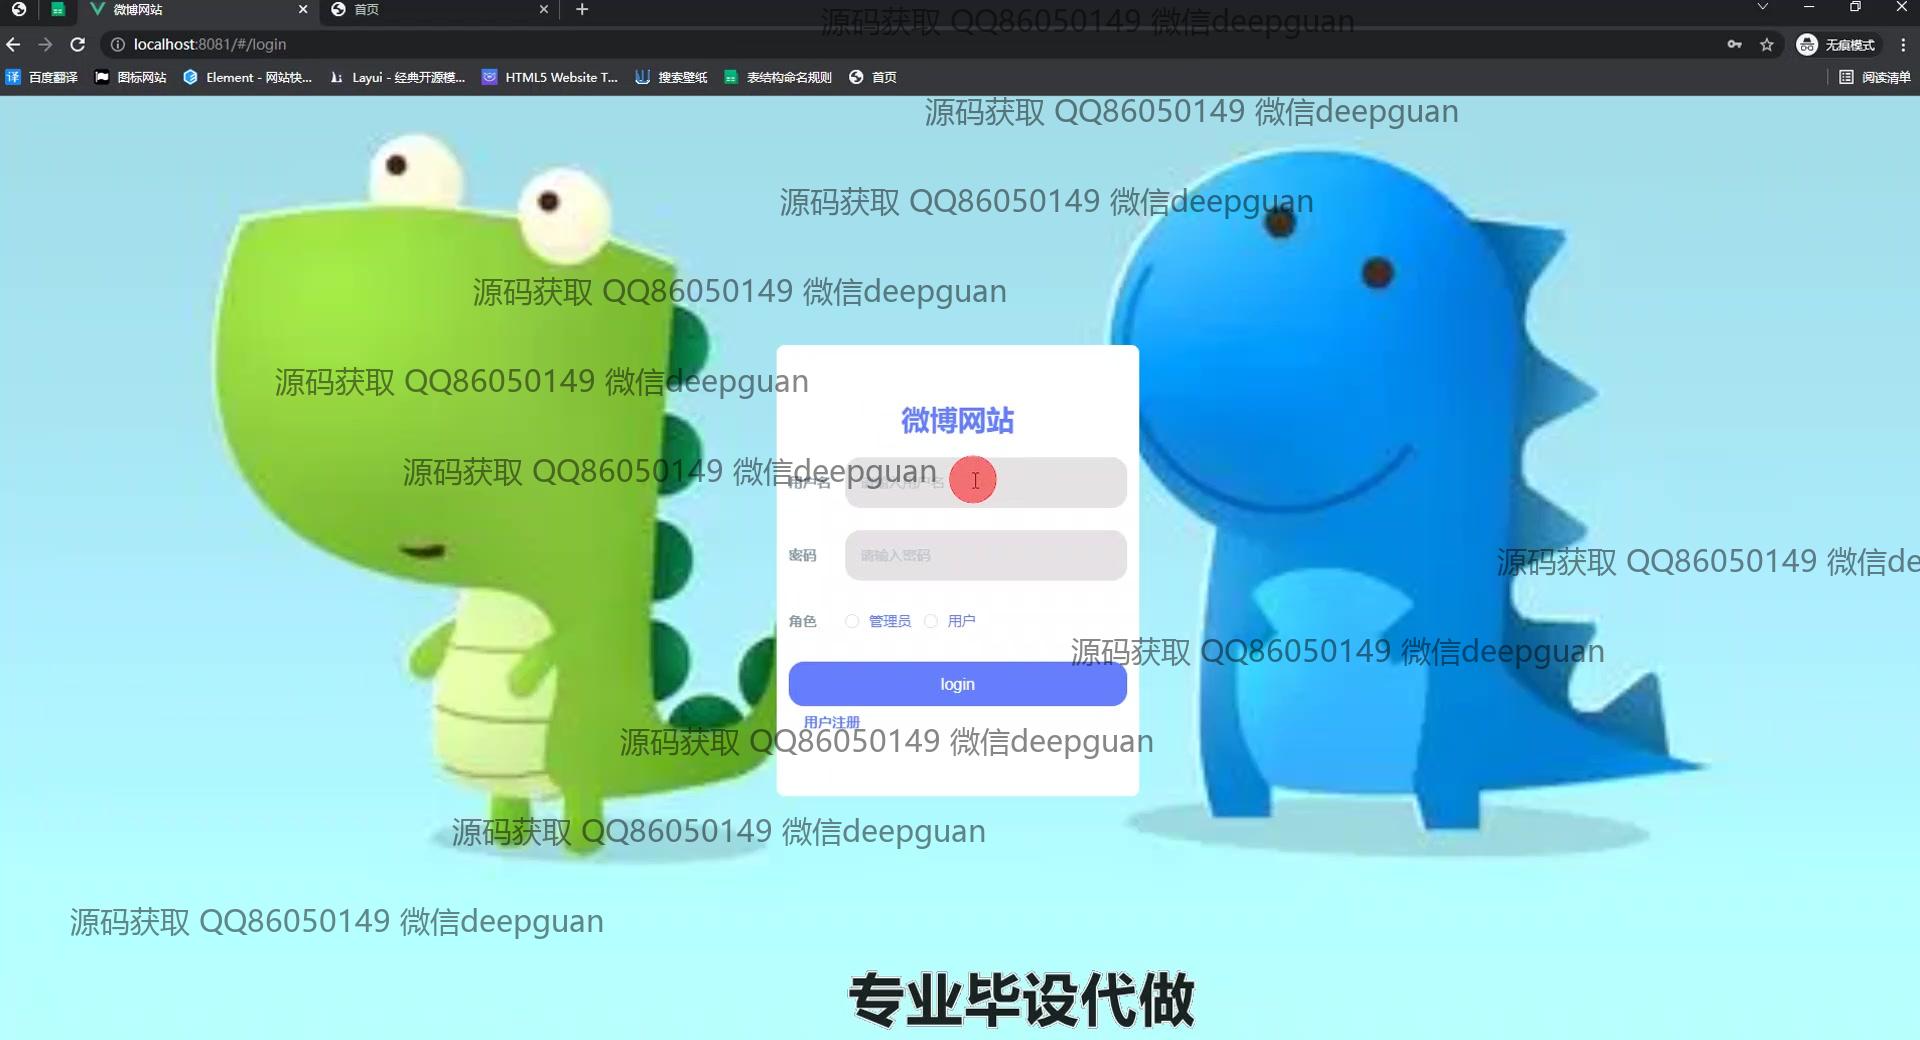 微博网站
首页
源码获取 QQ86050149 微信deepguan
localhost:8081/#/login
无痕模式
百度翻译
图标网站
Element - 网站快...
Layui - 经典开源模...
HTML5 Website T...
搜索壁纸
表结构命名规则
首页
阅读清单
源码获取 QQ86050149 微信deepguan
源码获取 QQ86050149 微信deepguan
源码获取 QQ86050149 微信deepguan
源码获取 QQ86050149 微信deepguan
微博网站
源码获取 QQ86050149 微信deepguan
用户名
密码
请输入密码
源码获取 QQ86050149 微信de
角色
管理员
用户
源码获取 QQ86050149 微信deepguan
login
用户注册
源码获取 QQ86050149 微信deepguan
源码获取 QQ86050149 微信deepguan
源码获取 QQ86050149 微信deepguan
专业毕设代做